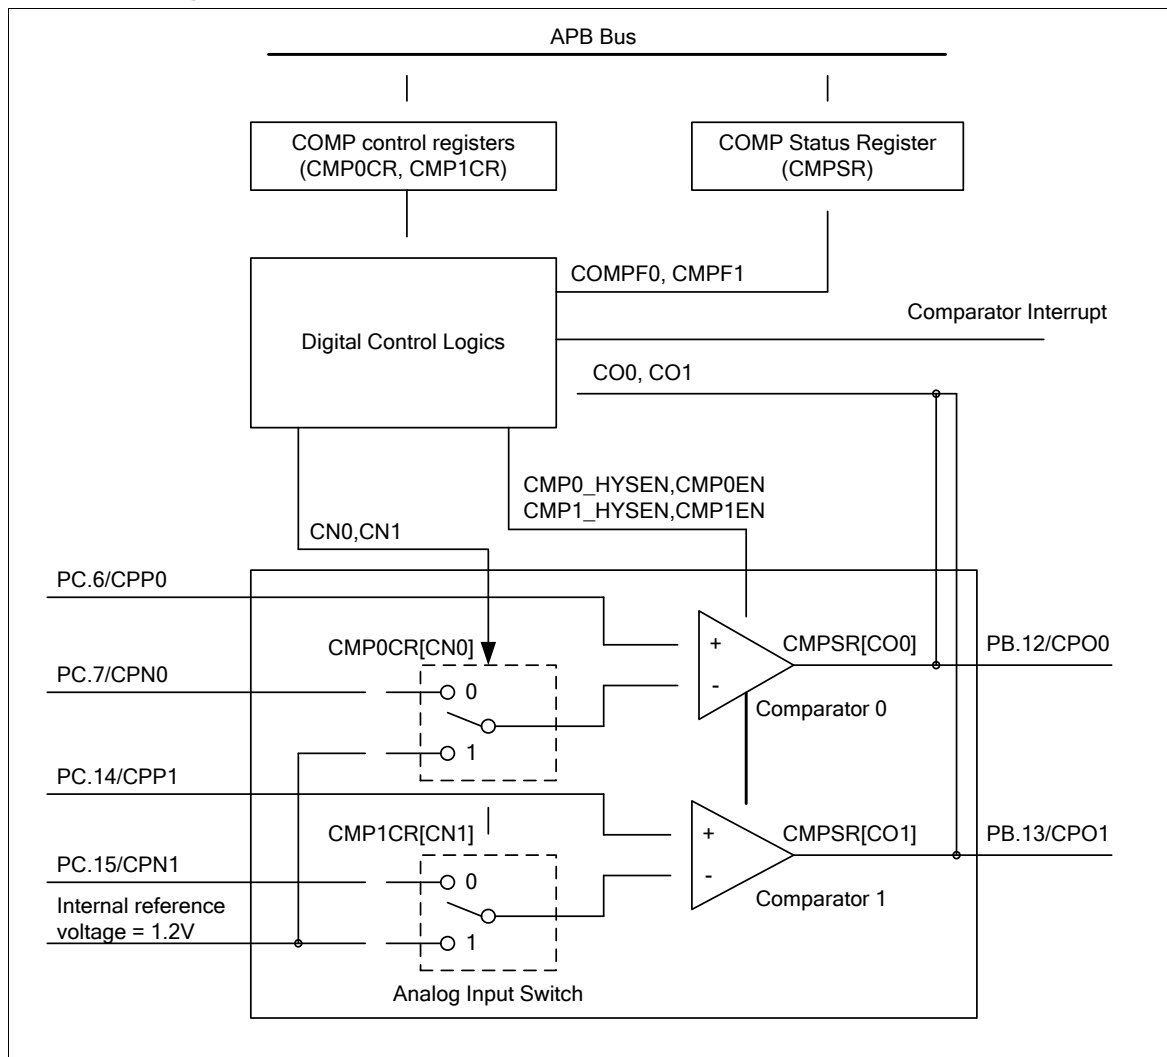 APB Bus
COMP control registers
(CMP0CR, CMP1CR)
COMP Status Register
(CMPSR)
COMPF0, CMPF1
Comparator Interrupt
Digital Control Logics
CO0, CO1
CMP0_HYSEN,CMP0EN
CMP1_HYSEN,CMP1EN
CN0,CN1
PC.6/CPP0
CMP0CR[CN0]
+
CMPSR[CO0]
PB.12/CPO0
PC.7/CPN0
0
-
Comparator 0
1
PC.14/CPP1
CMP1CR[CN1]
+
CMPSR[CO1]
PB.13/CPO1
PC.15/CPN1
0
-
Comparator 1
Internal reference
voltage = 1.2V
1
Analog Input Switch